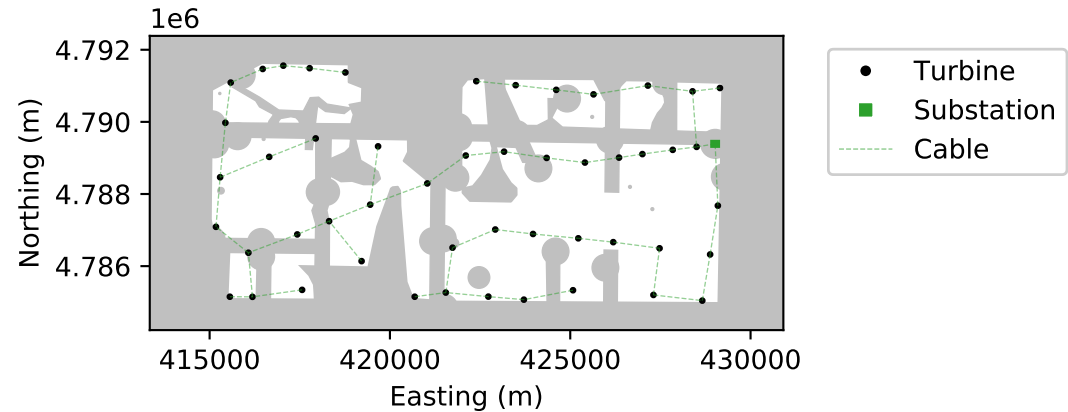 1e6
4.792
4.790
4.788
4.786
Northing (m)
415000 420000 425000 430000
Easting (m)
Turbine
Substation
Cable